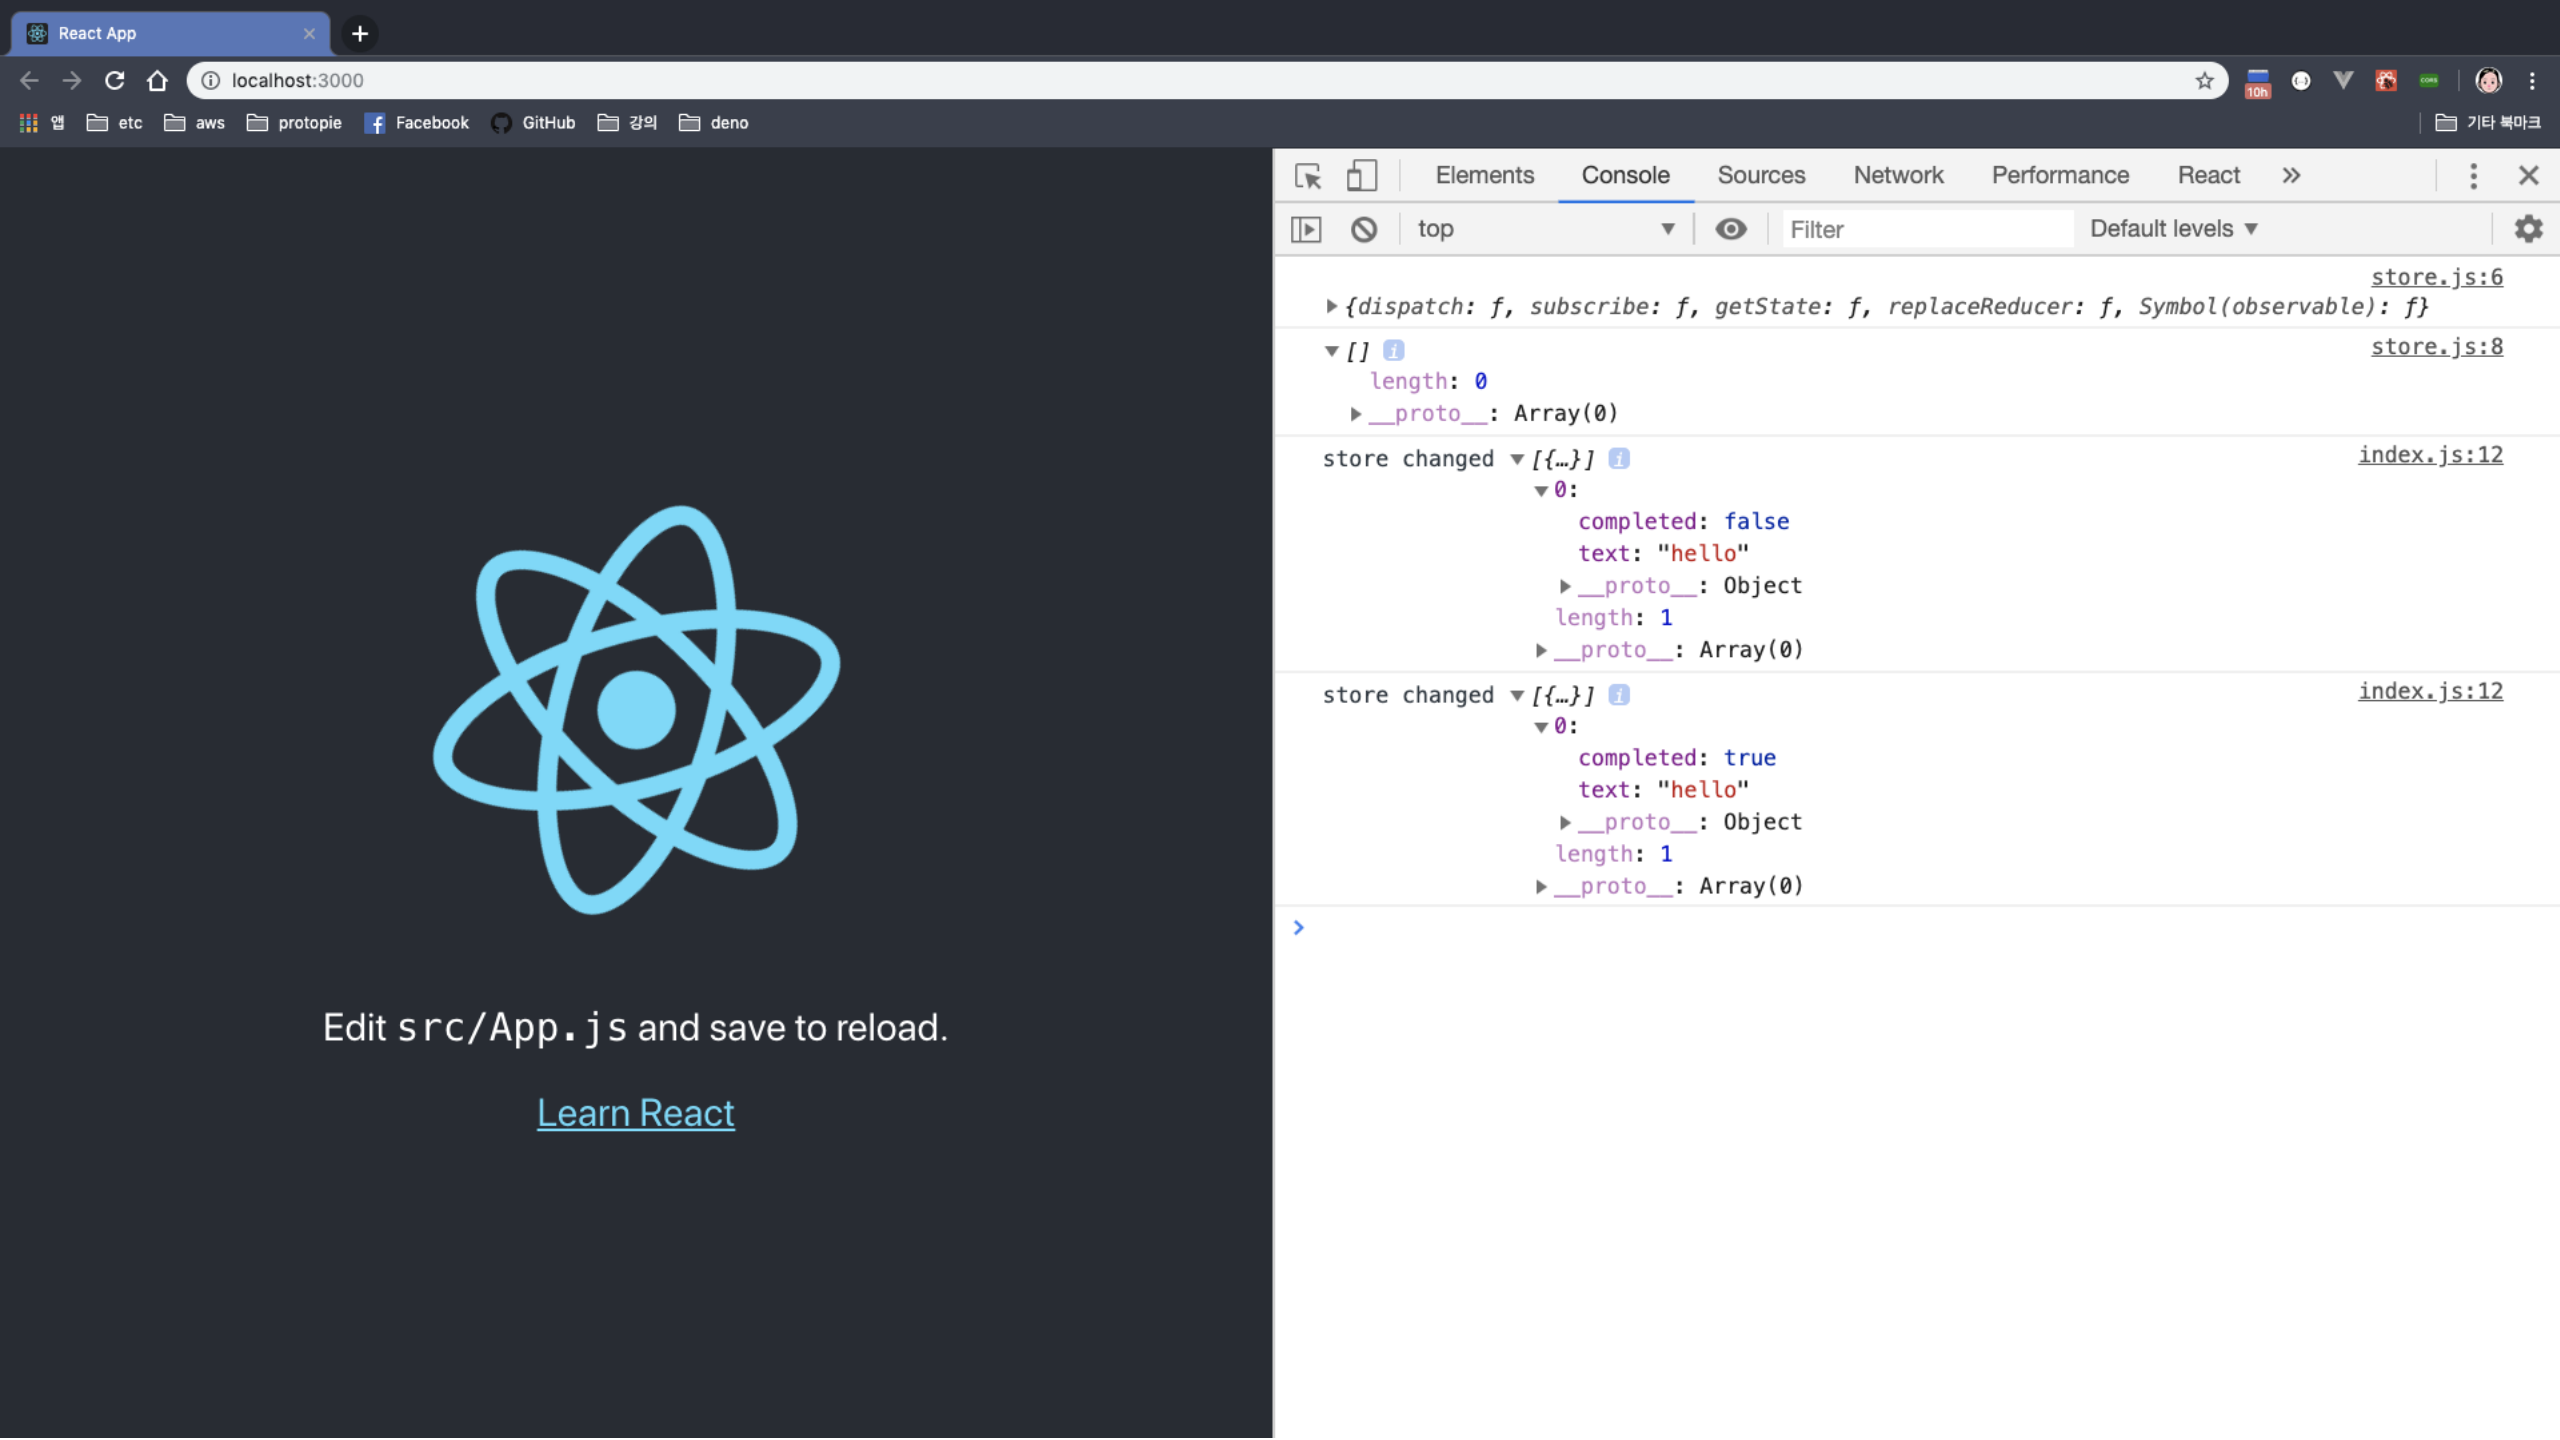 React App
localhost:3000
10h
앱 etc aws protopie Facebook GitHub 강의 deno 기타 북마크
Elements Console Sources Network Performance React
top Filter Default levels
store.js:6
{dispatch: ƒ, subscribe: ƒ, getState: ƒ, replaceReducer: ƒ, Symbol(observable): ƒ}
[] i store.js:8
length: 0
__proto__: Array(0)
store changed [{…}] i index.js:12
0:
completed: false
text: "hello"
__proto__: Object
length: 1
__proto__: Array(0)
store changed [{…}] i index.js:12
0:
completed: true
text: "hello"
__proto__: Object
length: 1
__proto__: Array(0)
Edit src/App.js and save to reload.
Learn React